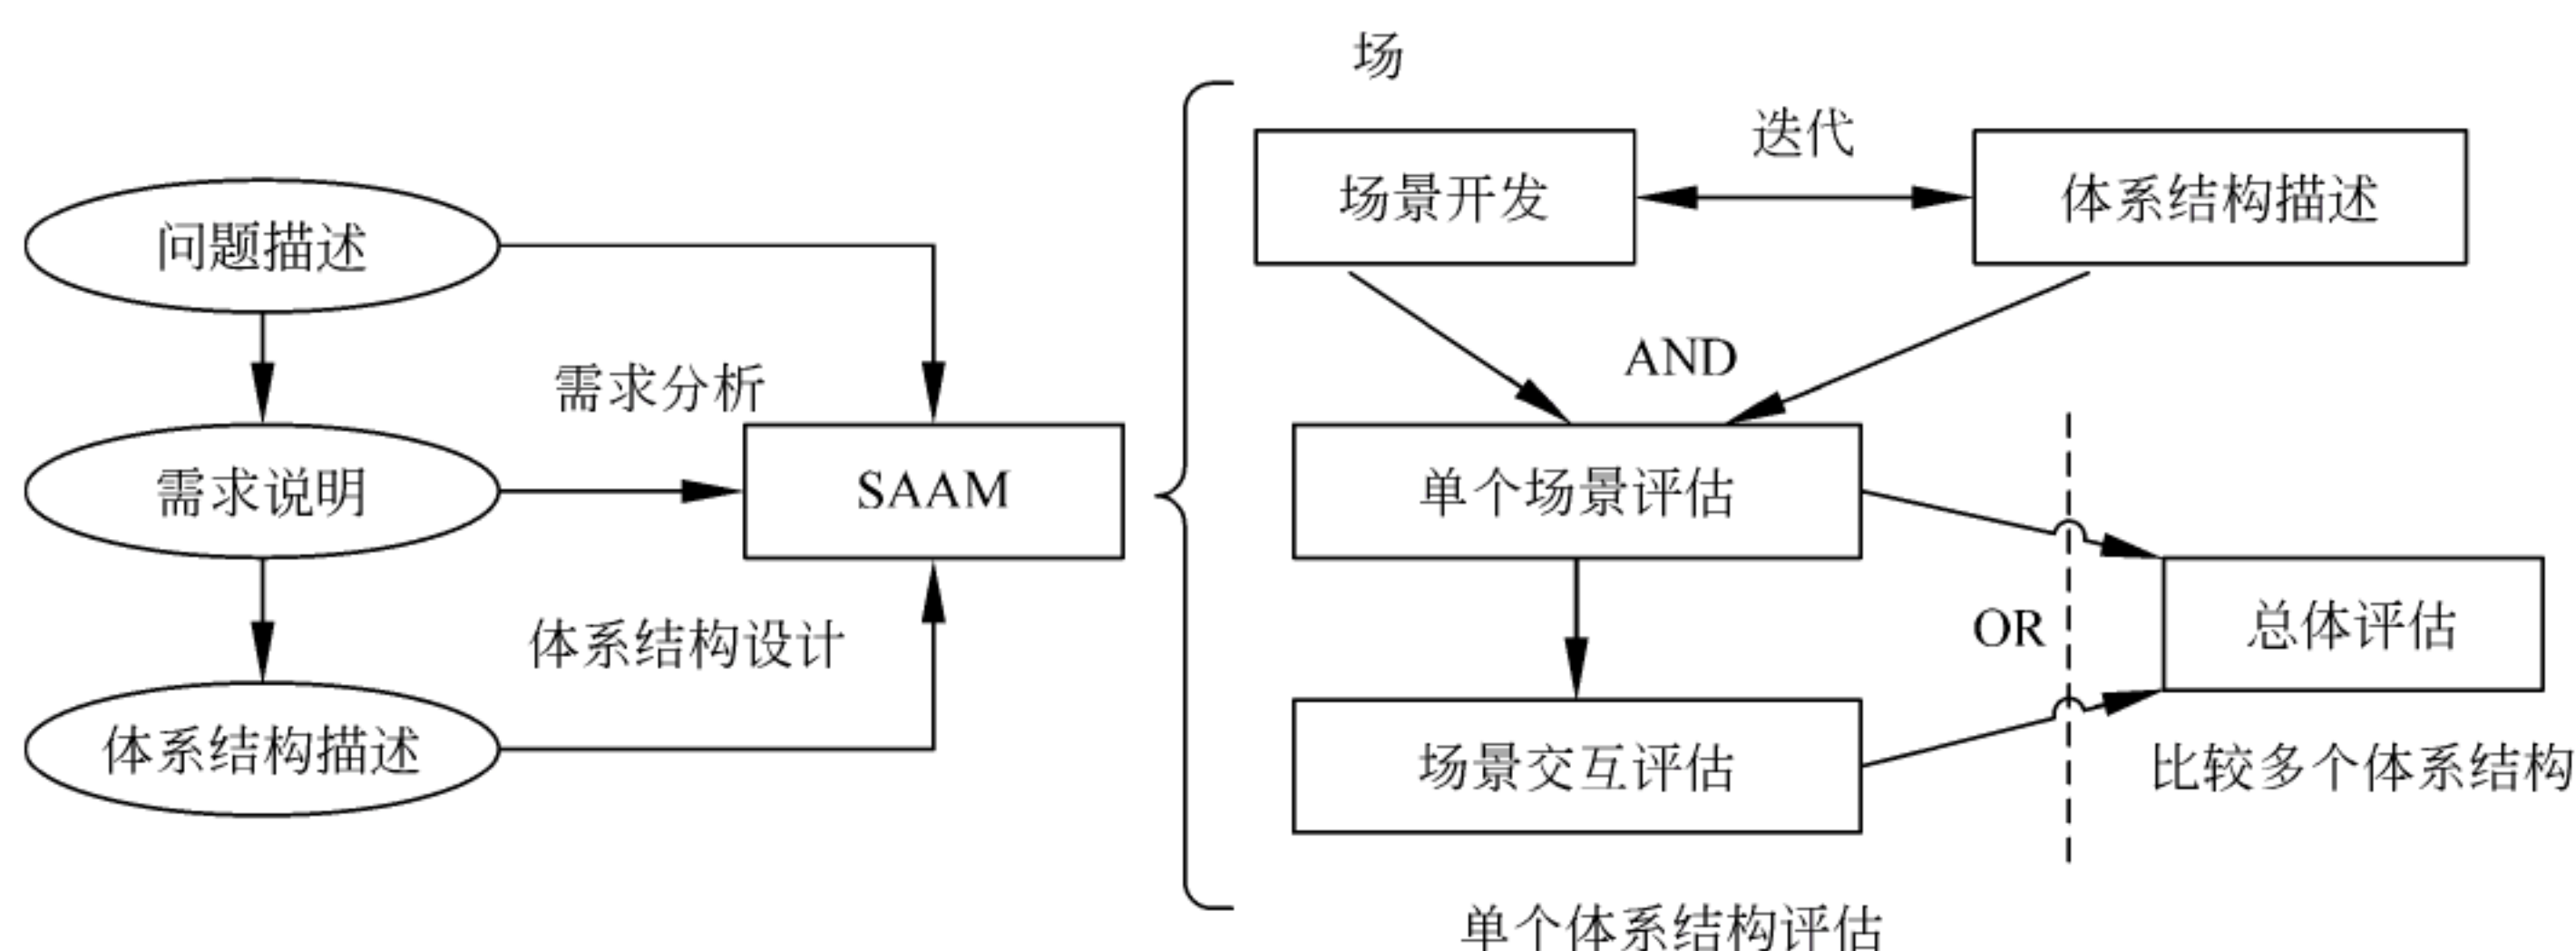 场
迭代
场景开发
体系结构描述
问题描述
AND
需求分析
需求说明
SAAM
单个场景评估
体系结构设计
OR
总体评估
体系结构描述
场景交互评估
比较多个体系结构
单个体系结构评估